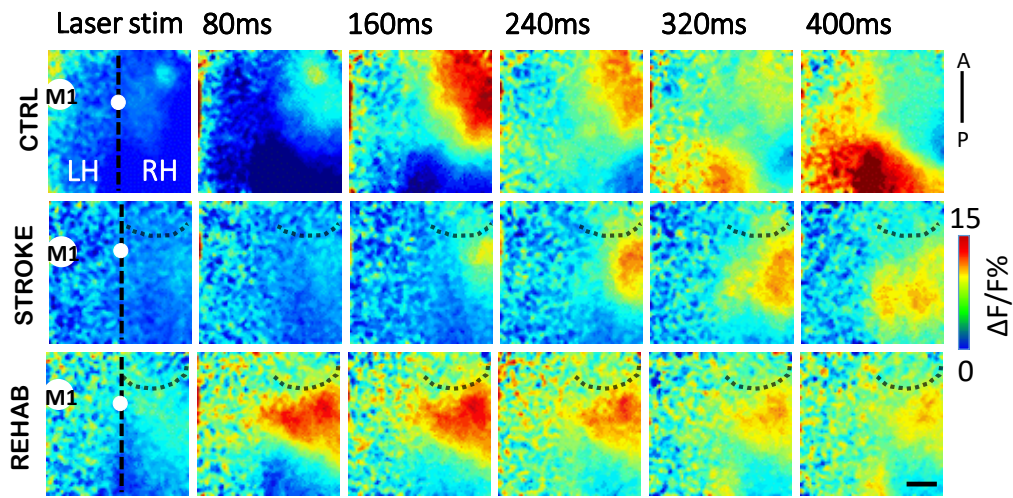 Laser stim 80ms 160ms 240ms 320ms 400ms
CTRL
M1
LH RH
A
P
STROKE
M1
15
ΔF/F%
0
REHAB
M1